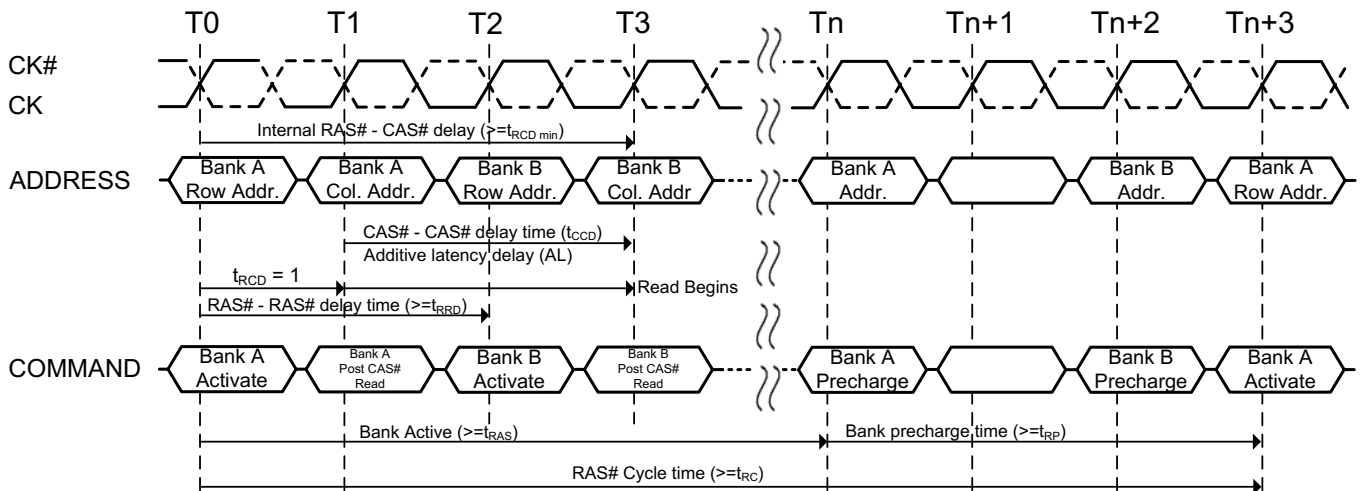 T0 T1 T2 T3 Tn Tn+1 Tn+2 Tn+3
CK#
CK
Internal RAS# - CAS# delay (>=tRCD min)
ADDRESS
Bank A
Row Addr.
Bank A
Col. Addr.
Bank B
Row Addr.
Bank B
Col. Addr
Bank A
Addr.
Bank B
Addr.
Bank A
Row Addr.
CAS# - CAS# delay time (tCCD)
Additive latency delay (AL)
tRCD = 1
Read Begins
RAS# - RAS# delay time (>=tRRD)
COMMAND
Bank A
Activate
Bank A
Post CAS#
Read
Bank B
Activate
Bank B
Post CAS#
Read
Bank A
Precharge
Bank B
Precharge
Bank A
Activate
Bank Active (>=tRAS)
Bank precharge time (>=tRP)
RAS# Cycle time (>=tRC)